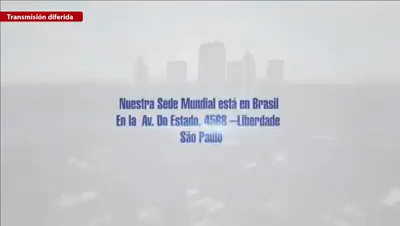 Transmisión diferida
Nuestra Sede Mundial está en Brasil
En la Av. Do Estado, 4568 –Liberdade
São Paulo